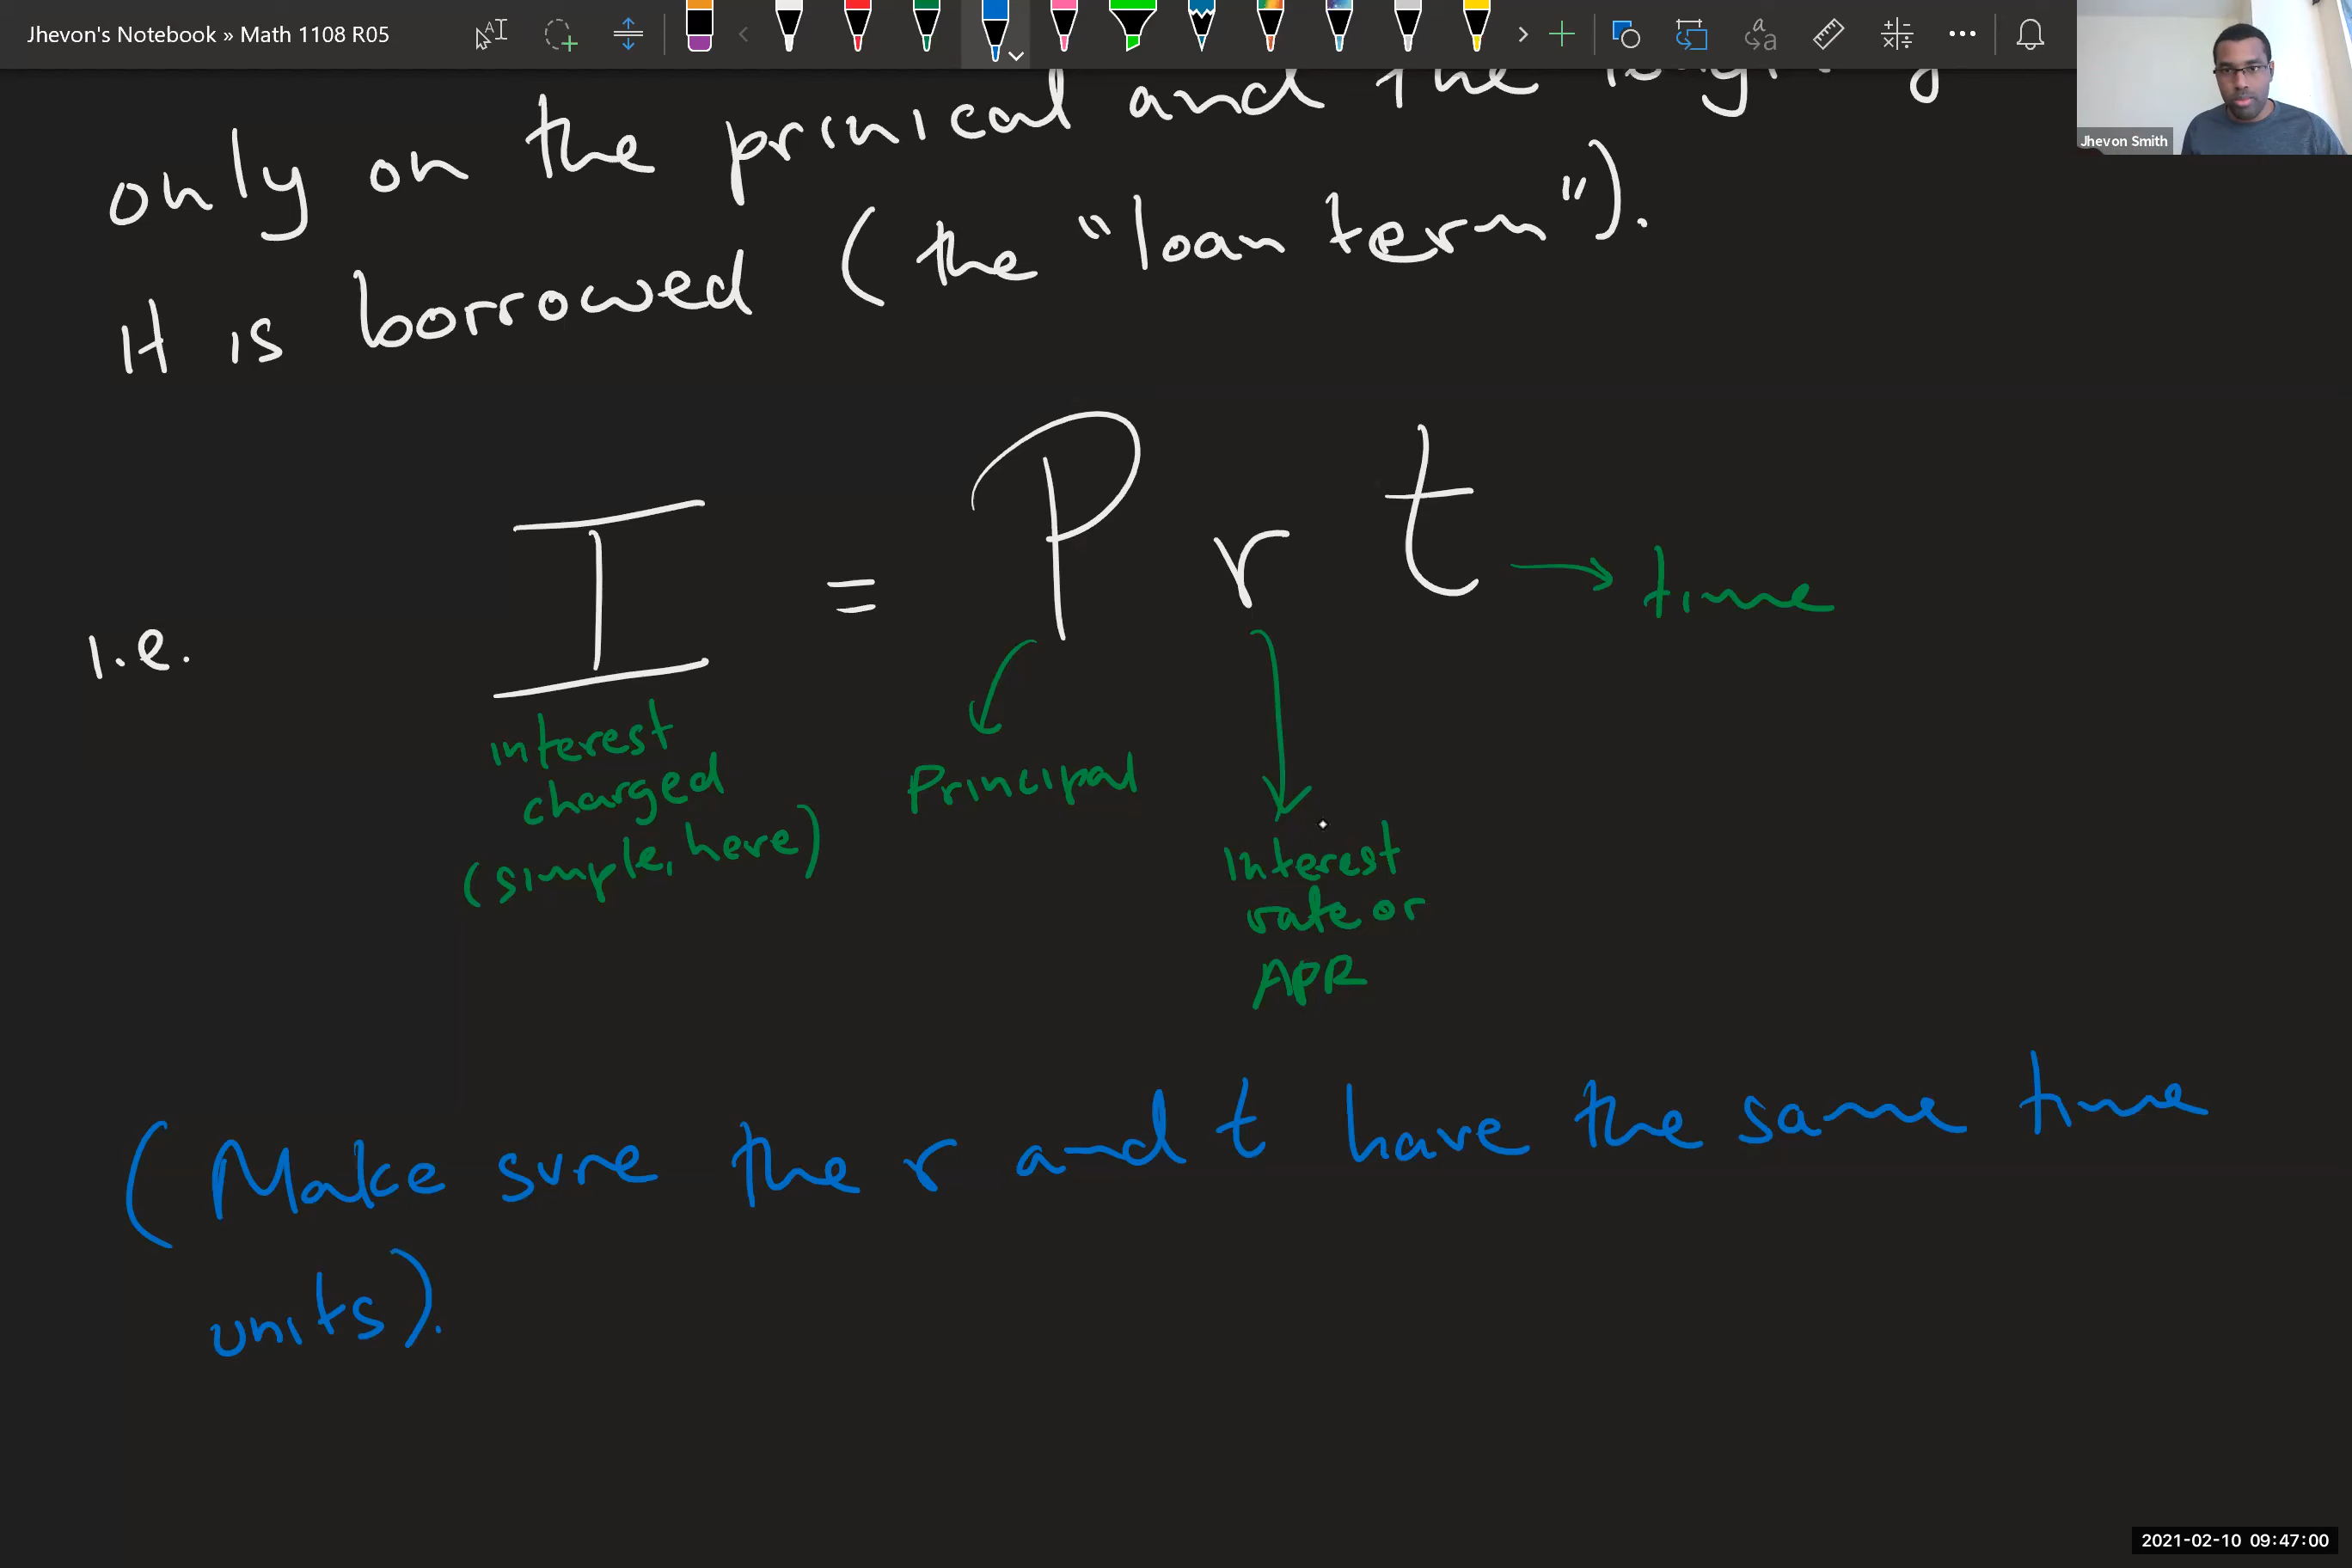 Jhevon's Notebook » Math 1108 R05
Jhevon Smith
only on the prinical and the
it is borrowed (the "loan term").
i.e. I = P r t → time
interest charged (simple, here)
Principal
interest rate or APR
(Make sure the r and t have the same time
units).
2021-02-10 09:47:00